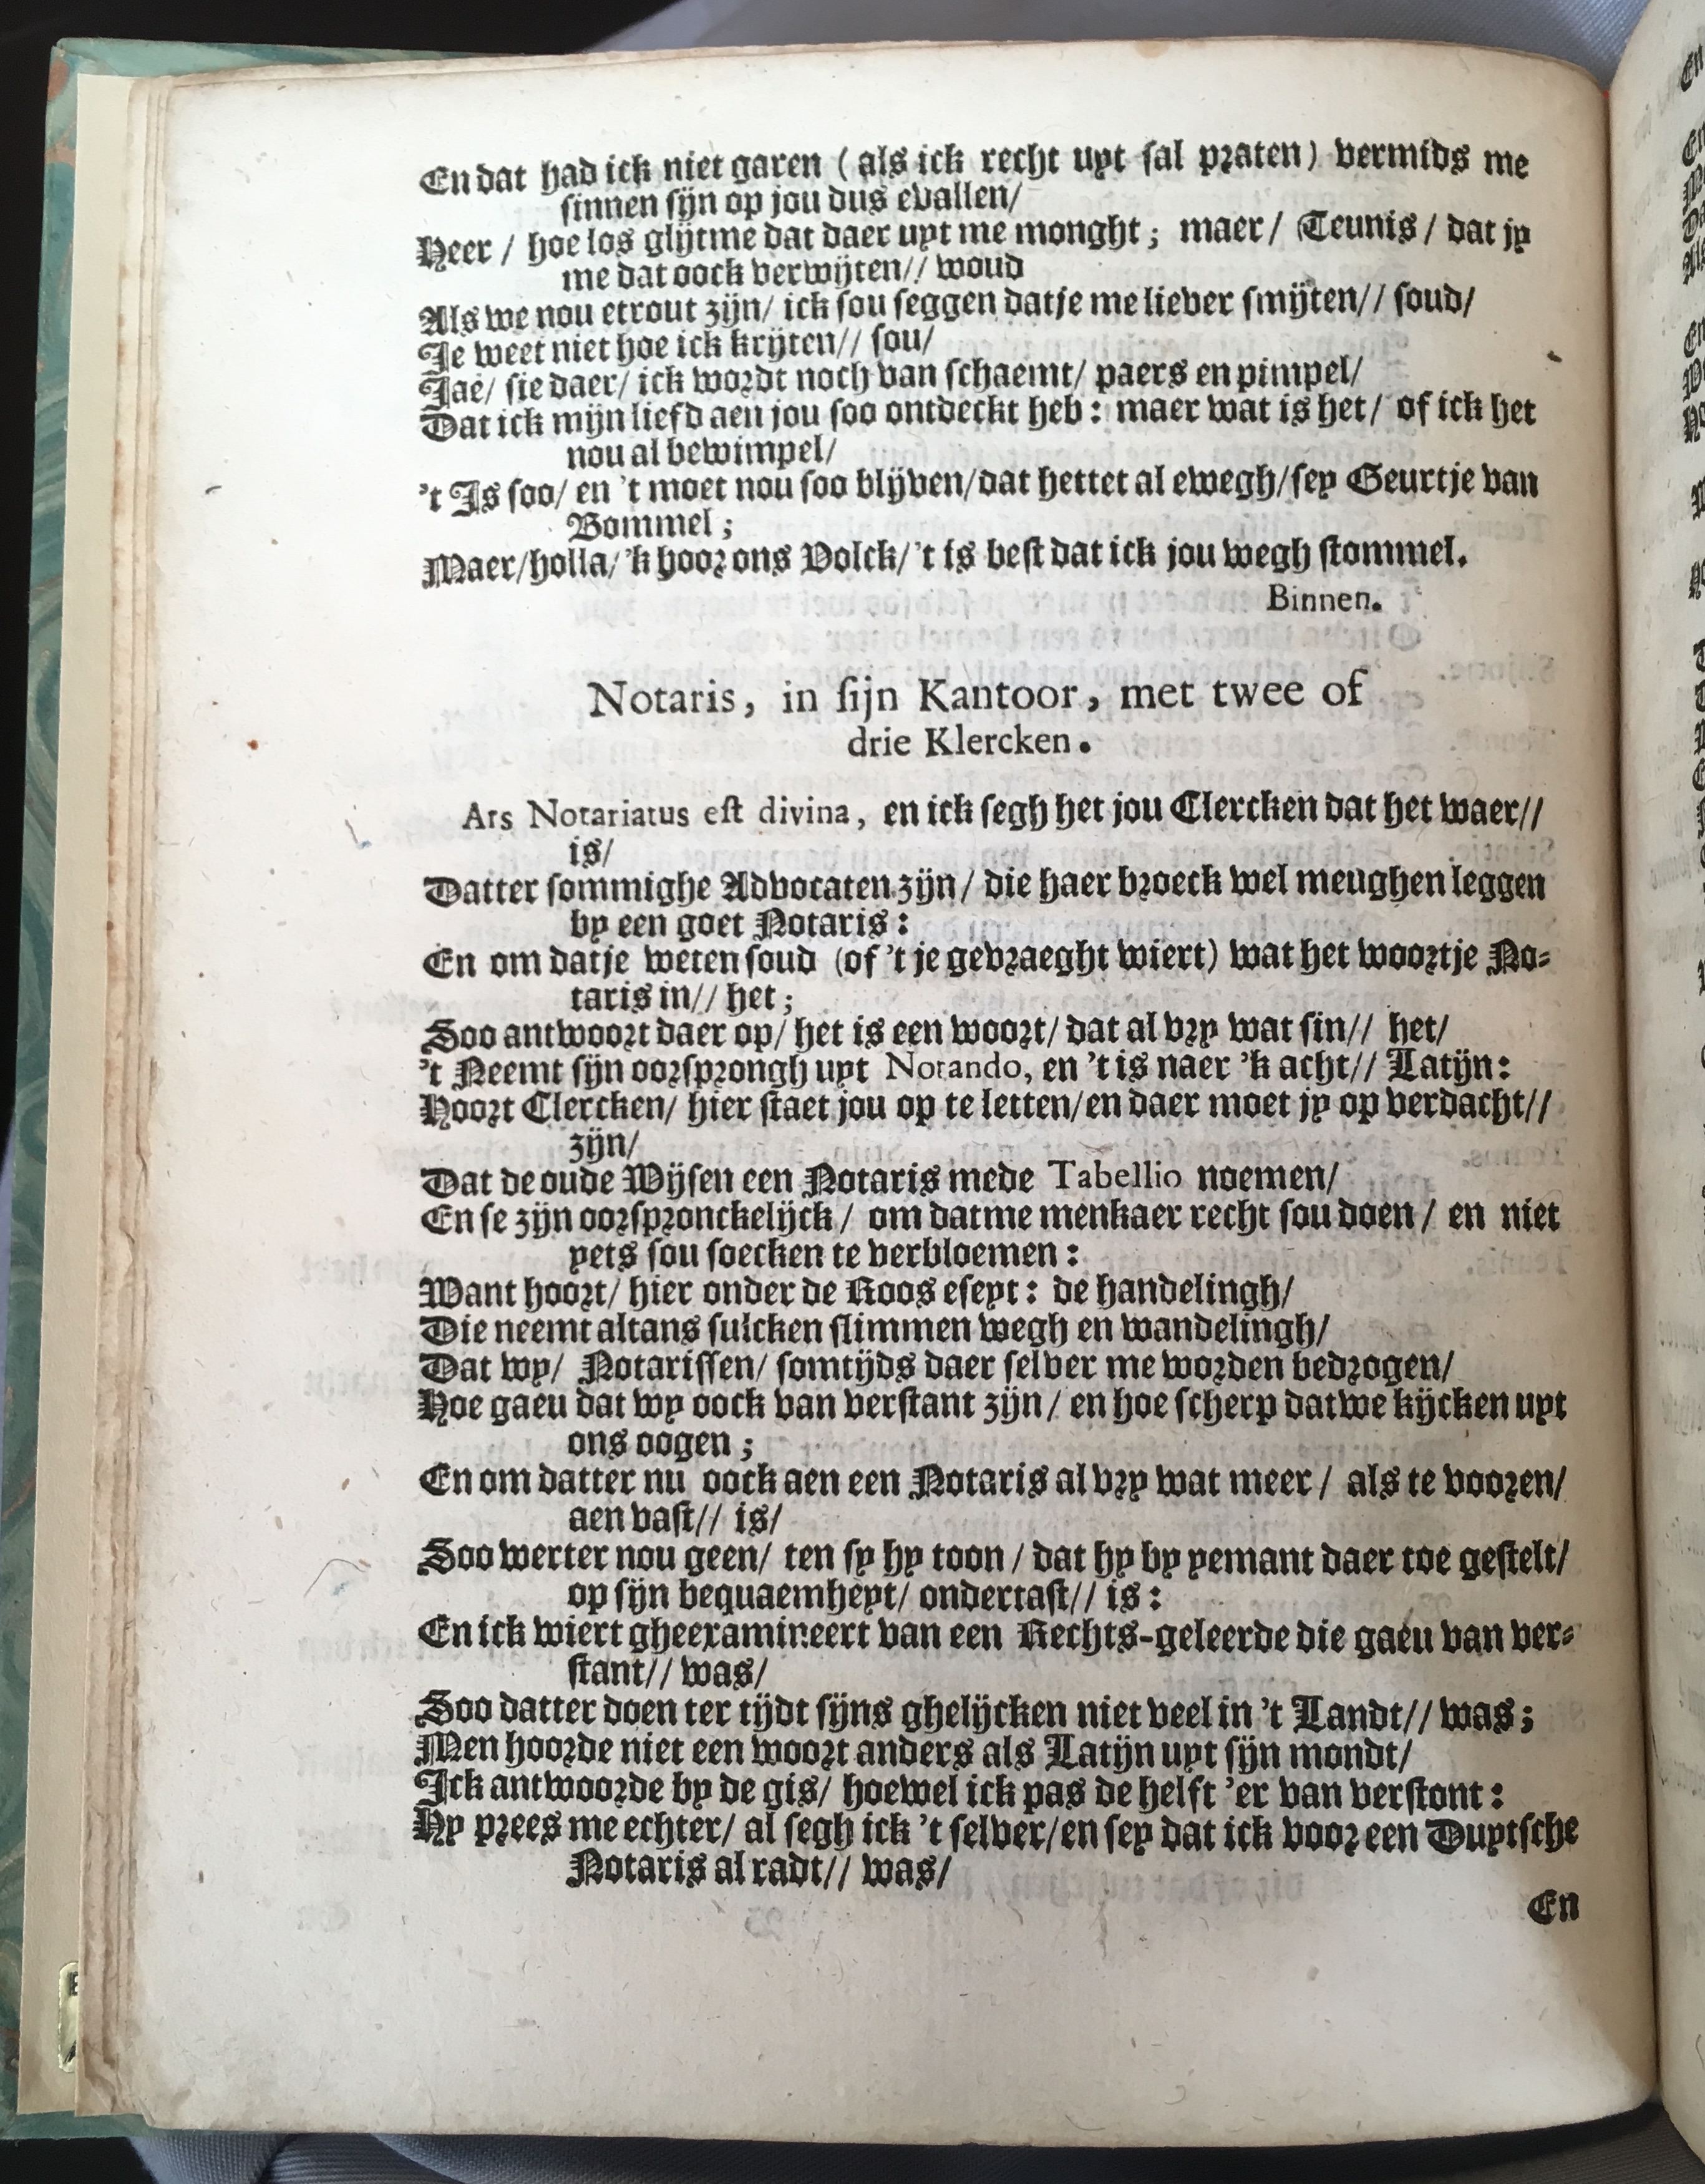 En dat had ick niet garen (als ick recht uyt sal praten) vermids me
sinnen sijn op jou dus evallen/
Heer / hoe los glijtme dat daer uyt me monght; maer/ Teunis / dat jy
me dat oock verwijten// woud
Als we nou etrout zijn/ ick sou seggen datje me liever smijten// soud/
Je weet niet hoe ick krijten// sou/
Jae/ sie daer/ ick wordt noch van schaemt/ paers en pimpel/
Dat ick mijn liefd aen jou soo ontdeckt heb: maer wat is het/ of ick het
nou al bewimpel/
't Is soo/ en 't moet nou soo blijven/ dat hettet al ewegh/ sey Geurtje van
Bommel;
Maer/ holla/ 'k hoor ons Volck/ 't is best dat ick jou wegh stommel.
Binnen.
Notaris, in sijn Kantoor, met twee of
drie Klercken.
Ars Notariatus est divina, en ick segh het jou Clercken dat het waer//
is/
Datter sommighe Advocaten zijn/ die haer broeck wel meughen leggen
by een goet Notaris:
En om datje weten soud (of 't je gevraeght wiert) wat het woortje No-
taris in// het;
Soo antwoort daer op/ het is een woort/ dat al vry wat sin// het/
't Neemt sijn oorsprongh uyt Notando, en 't is naer 'k acht// Latijn:
Hoort Clercken/ hier staet jou op te letten/ en daer moet jy op verdacht//
zijn/
Dat de oude Wijsen een Notaris mede Tabellio noemen/
En se zijn oorspronckelijck / om datme menkaer recht sou doen / en niet
yets sou soecken te verbloemen:
Want hoort/ hier onder de Roos eseyt: de handelingh/
Die neemt altans sulcken slimmen wegh en wandelingh/
Dat wy/ Notarissen/ somtijds daer selver me worden bedrogen/
Hoe gaeu dat wy oock van verstant zijn / en hoe scherp datwe kijcken uyt
ons oogen;
En om datter nu oock aen een Notaris al vry wat meer / als te vooren/
aen vast// is/
Soo werter nou geen/ ten sy hy toon / dat hy by yemant daer toe gestelt/
op sijn bequaemheyt/ ondertast// is:
En ick wiert gheexamineert van een Rechts-geleerde die gaeu van ver-
stant// was/
Soo datter doen ter tijdt sijns ghelijcken niet veel in 't Landt// was;
Men hoorde niet een woort anders als Latijn uyt sijn mondt/
Ick antwoorde by de gis/ hoewel ick pas de helft 'er van verstont:
Hy prees me echter/ al segh ick 't selver/ en sey dat ick voor een Duytsche
Notaris al radt// was/
En